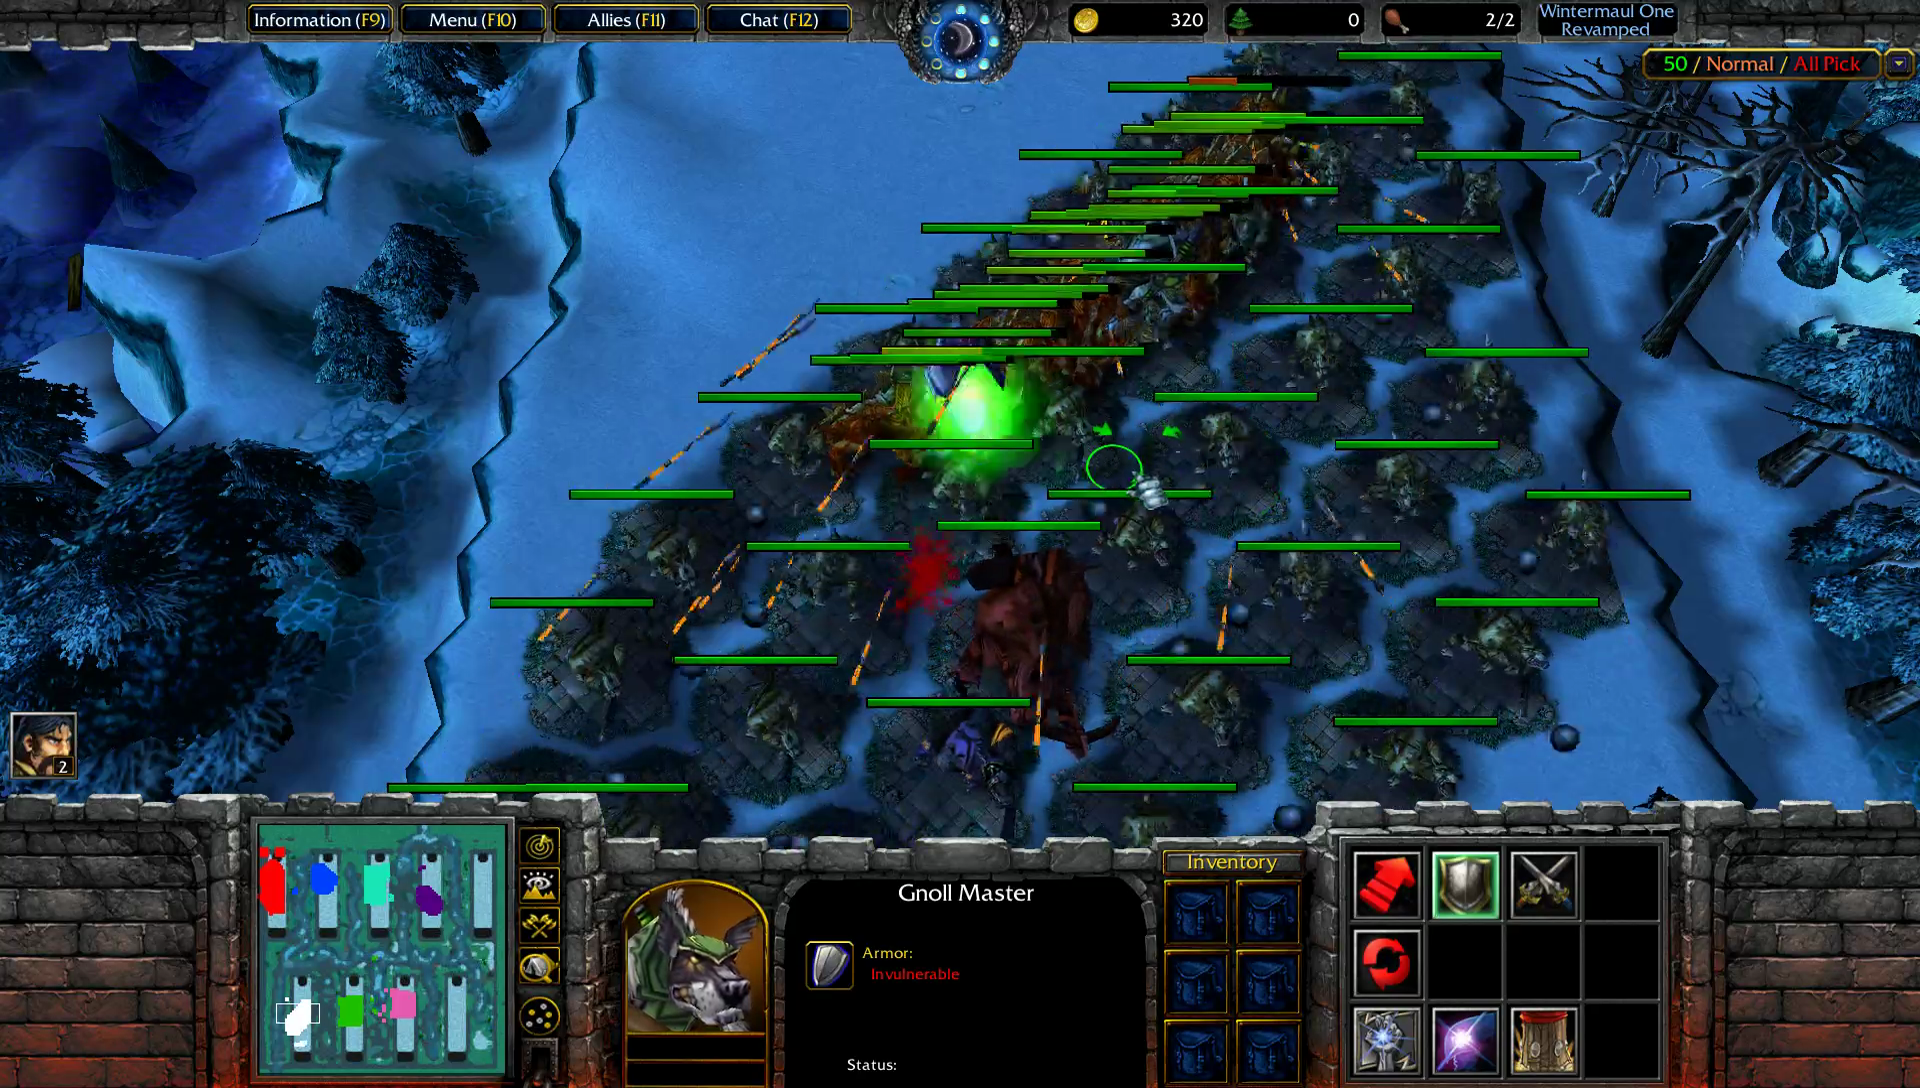 Information (F9)
Menu (F10)
Allies (F11)
Chat (F12)
320
0
2/2
Wintermaul One
Revamped
50 / Normal / All Pick
2
Gnoll Master
Armor:
Invulnerable
Status:
Inventory